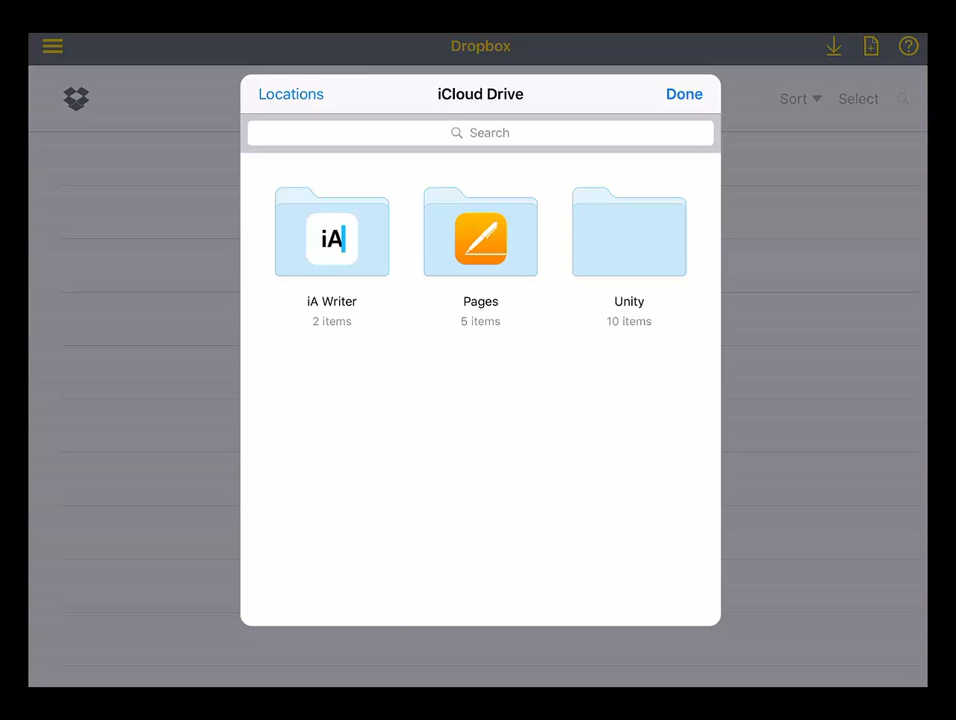 Dropbox
Locations
iCloud Drive
Done
Sort
Select
Search
iA
iA Writer
Pages
Unity
2 items
5 items
10 items